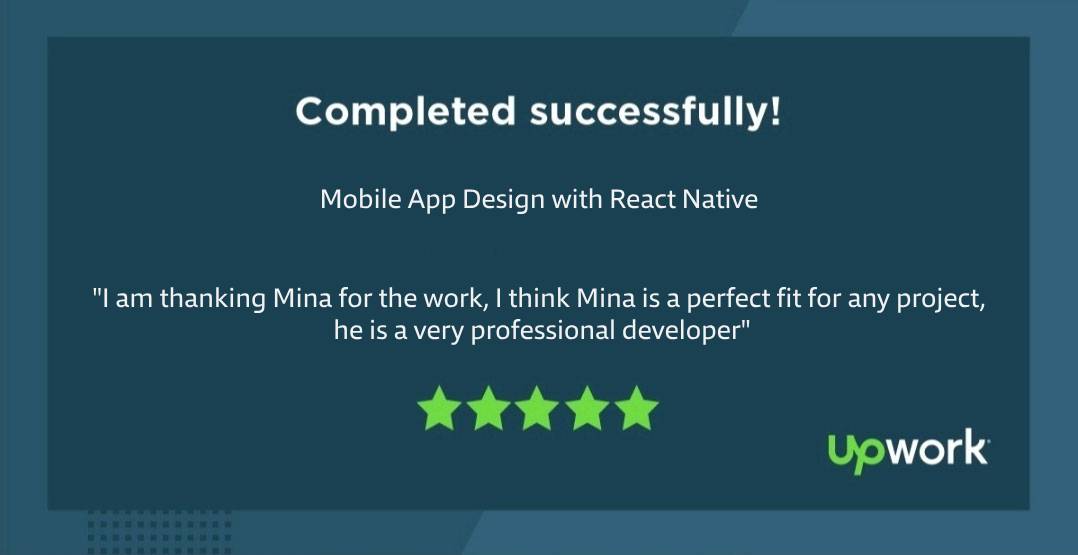 Completed successfully!
Mobile App Design with React Native
"I am thanking Mina for the work, I think Mina is a perfect fit for any project,
he is a very professional developer"
upwork